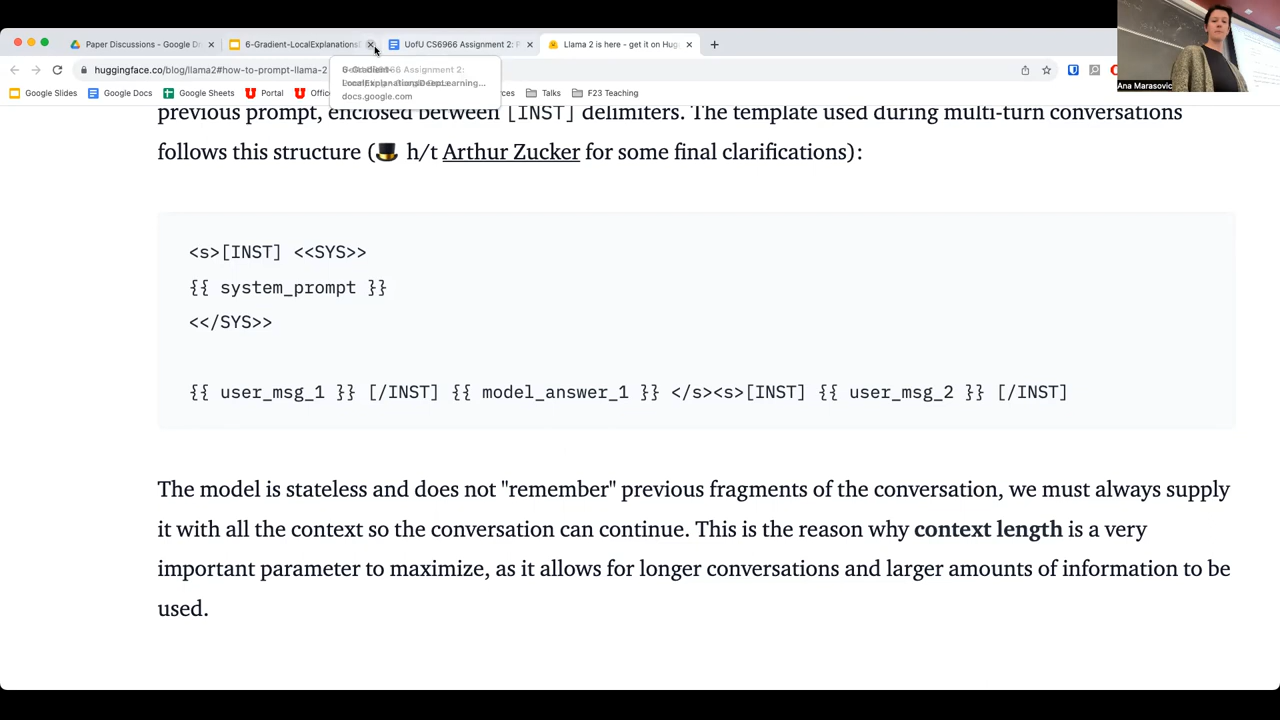 Paper Discussions - Google D
6-Gradient-LocalExplanations
UofU CS6966 Assignment 2: P
Llama 2 is here - get it on Hug
huggingface.co/blog/llama2#how-to-prompt-llama-2
docs.google.com
Google Slides
Google Docs
Google Sheets
Portal
Talks
F23 Teaching
Ana Marasovic
previous prompt, enclosed between [INST] delimiters. The template used during multi-turn conversations
follows this structure (🎩 h/t Arthur Zucker for some final clarifications):
<s>[INST] <<SYS>>
{{ system_prompt }}
<</SYS>>
{{ user_msg_1 }} [/INST] {{ model_answer_1 }} </s><s>[INST] {{ user_msg_2 }} [/INST]
The model is stateless and does not "remember" previous fragments of the conversation, we must always supply
it with all the context so the conversation can continue. This is the reason why context length is a very
important parameter to maximize, as it allows for longer conversations and larger amounts of information to be
used.